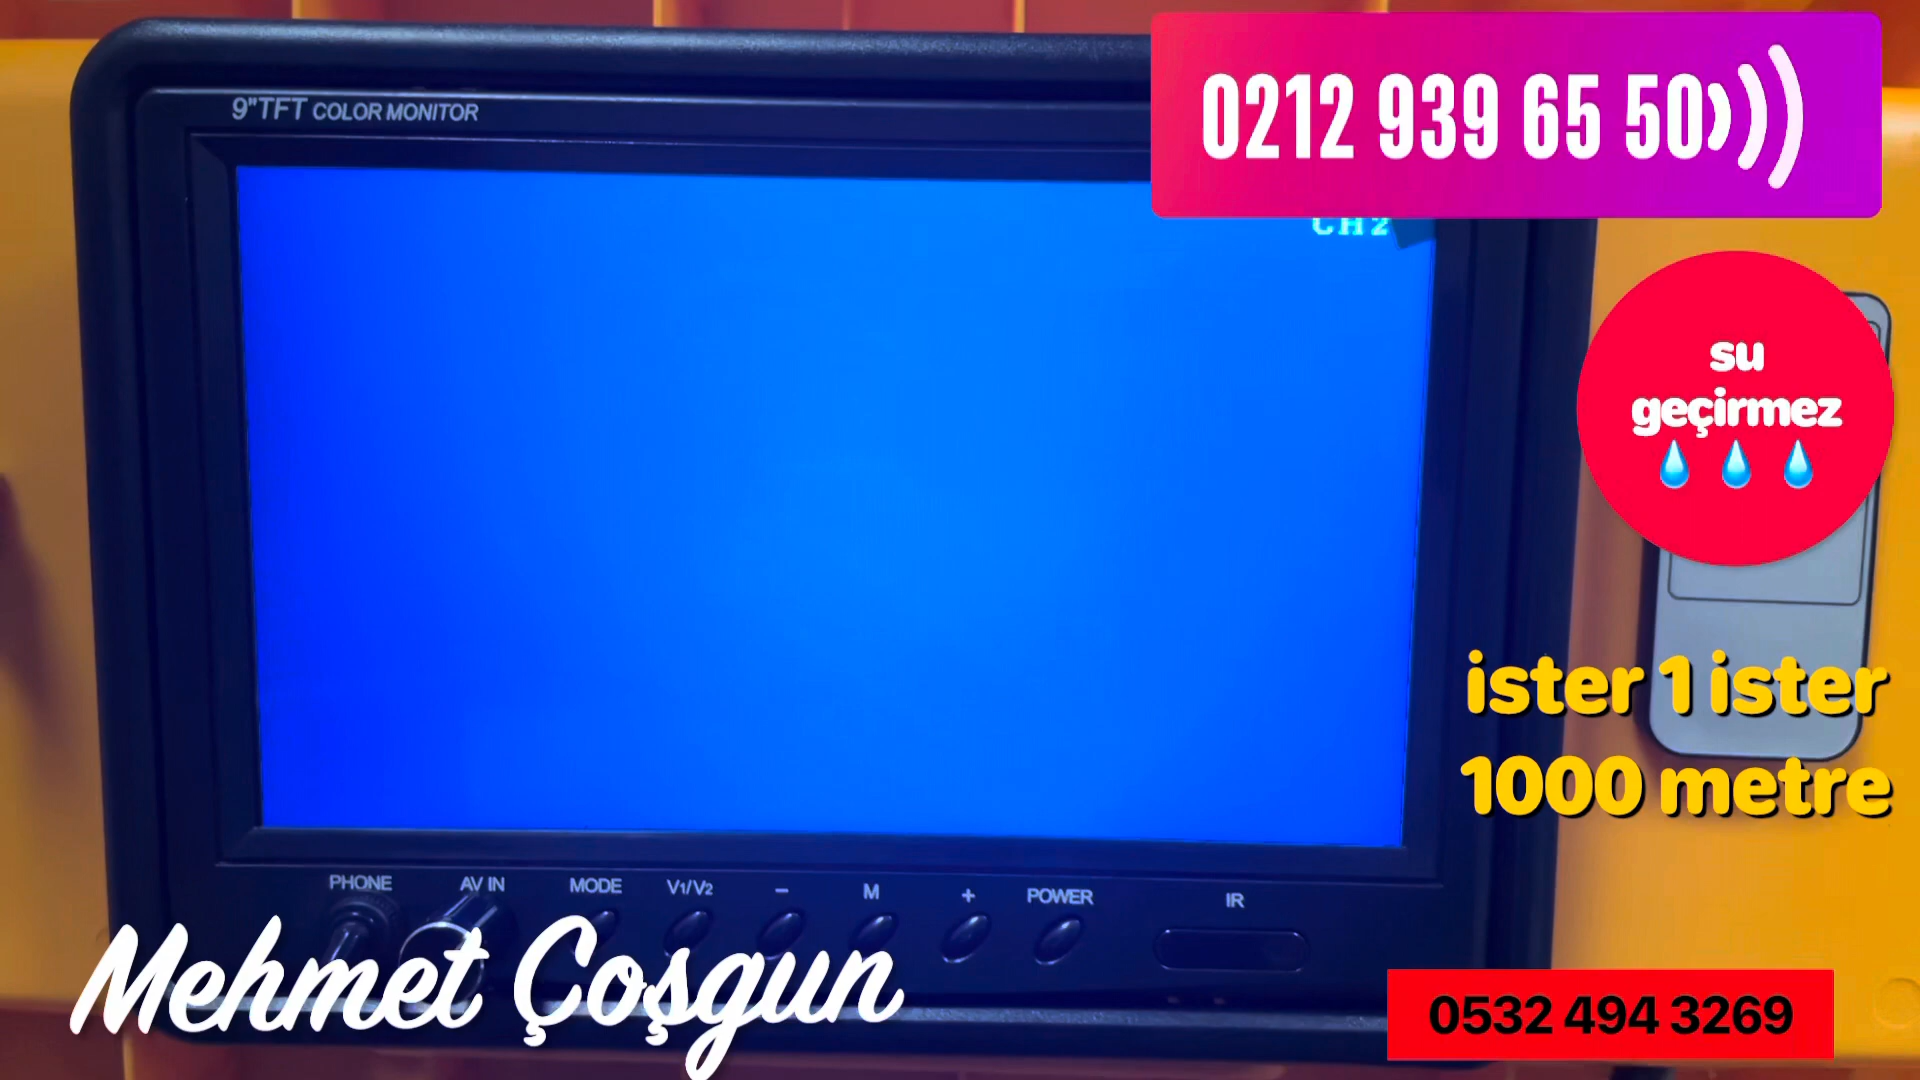 9"TFT COLOR MONITOR
0212 939 65 50
CH2
su
geçirmez
ister 1 ister
1000 metre
PHONE AV IN MODE V1/V2 − M + POWER IR
Mehmet Çoşgun
0532 494 3269